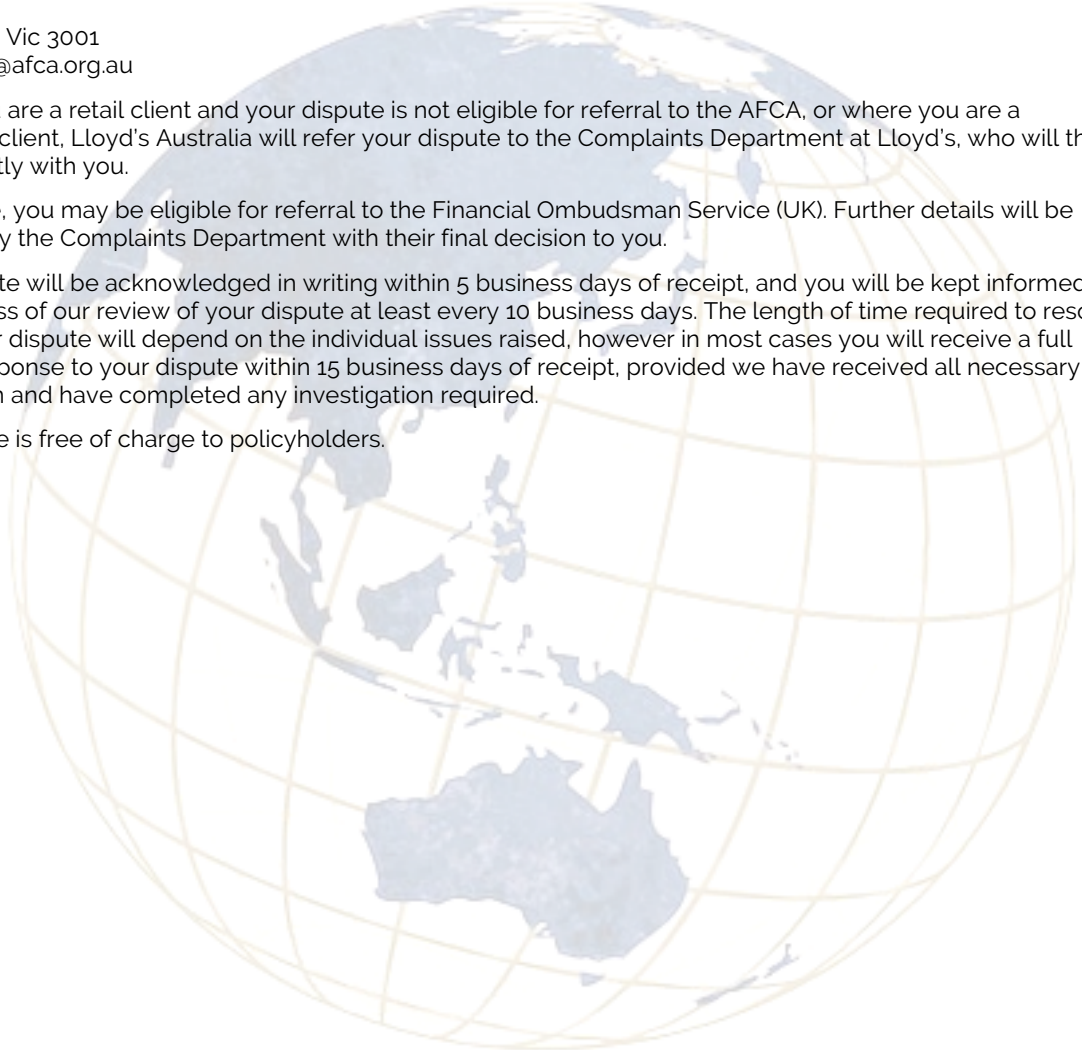 Vic 3001
@afca.org.au
are a retail client and your dispute is not eligible for referral to the AFCA, or where you are a
client, Lloyd's Australia will refer your dispute to the Complaints Department at Lloyd's, who will th
tly with you.
, you may be eligible for referral to the Financial Ombudsman Service (UK). Further details will be
y the Complaints Department with their final decision to you.
te will be acknowledged in writing within 5 business days of receipt, and you will be kept informed
ss of our review of your dispute at least every 10 business days. The length of time required to reso
r dispute will depend on the individual issues raised, however in most cases you will receive a full
ponse to your dispute within 15 business days of receipt, provided we have received all necessary
n and have completed any investigation required.
e is free of charge to policyholders.